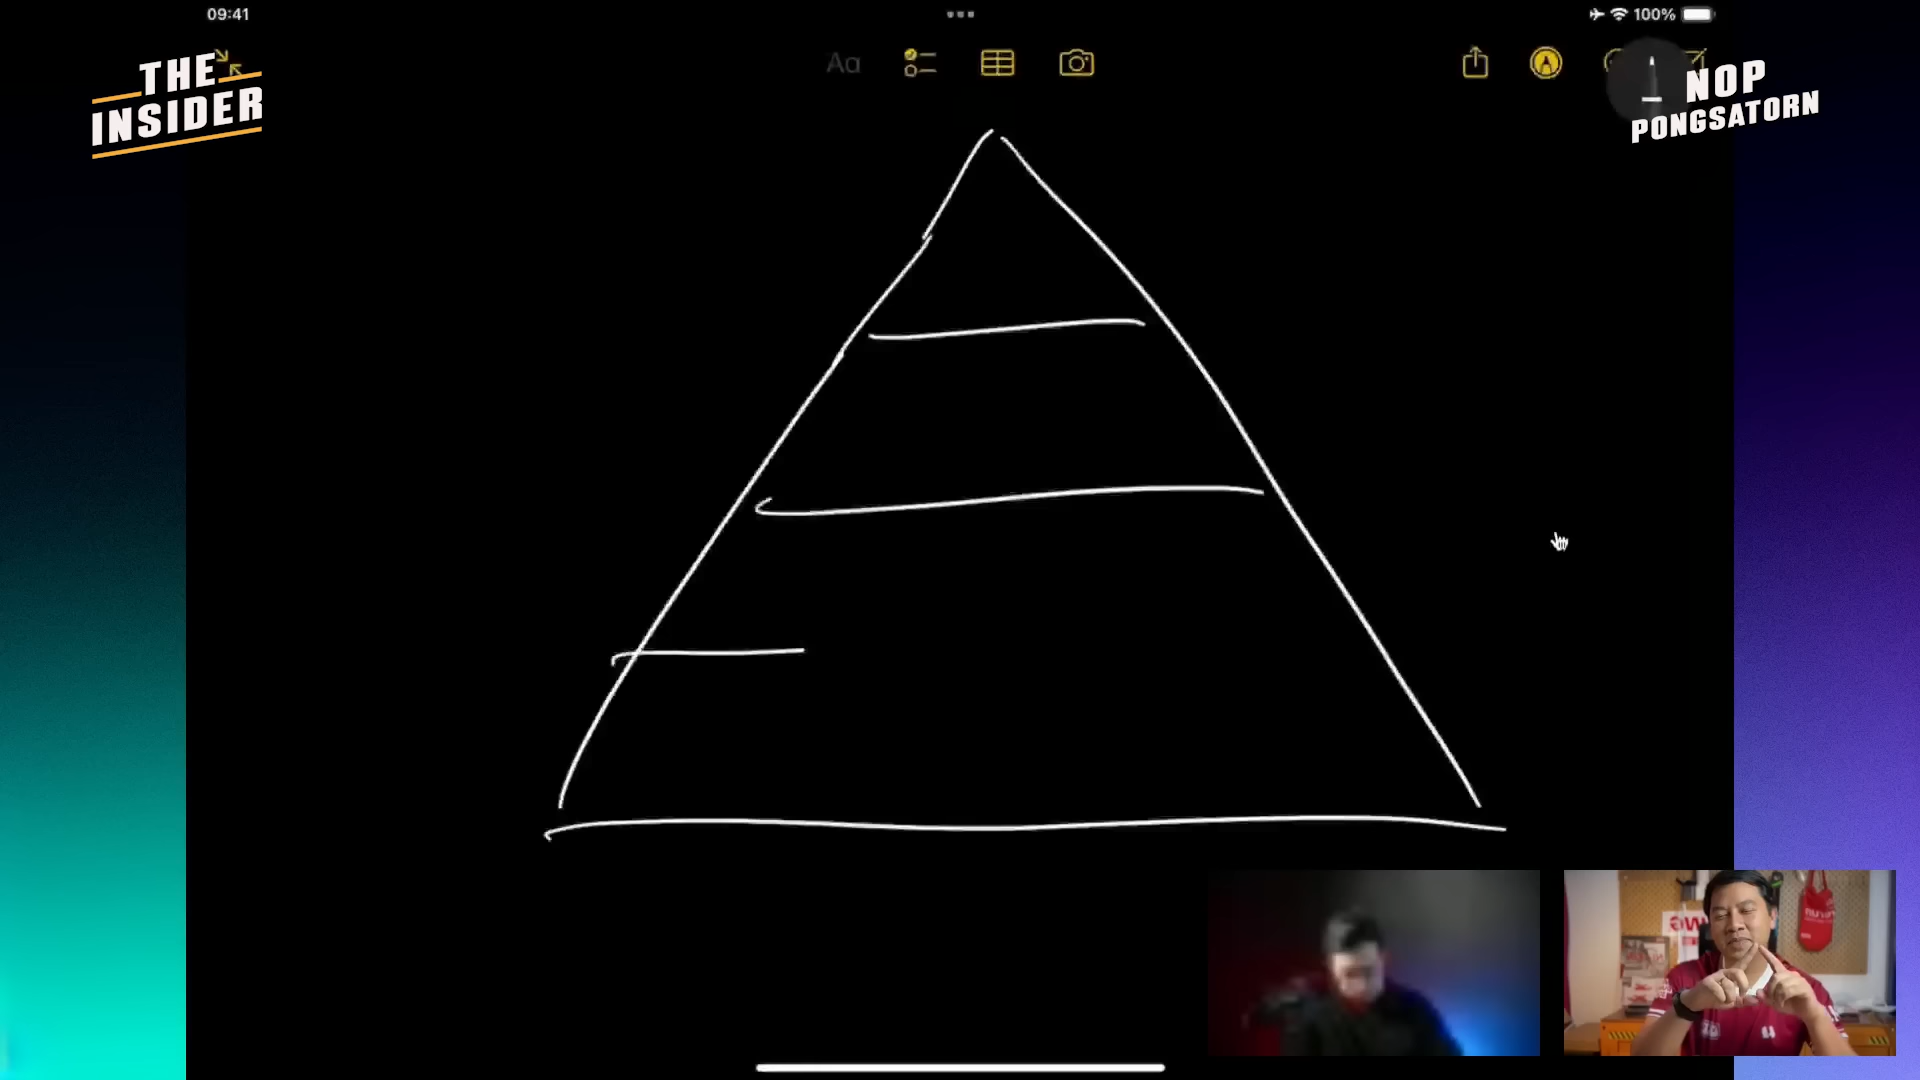 09:41
100%
THE
INSIDER
Aa
NOP
PONGSATORN